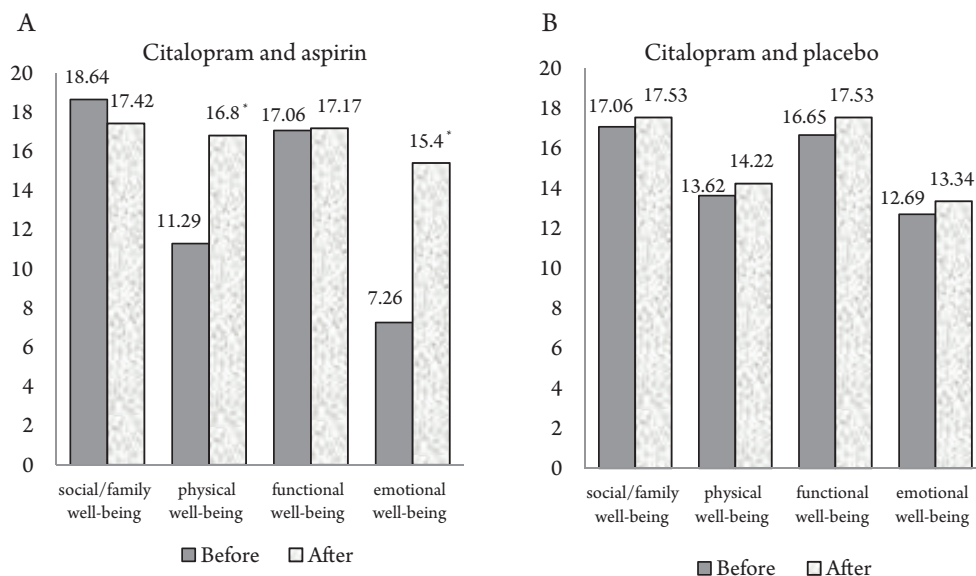 A
Citalopram and aspirin
20
18
16
14
12
10
8
6
4
2
0
18.64
17.42
11.29
16.8*
17.06
17.17
7.26
15.4*
social/family
well-being
physical
well-being
functional
well-being
emotional
well-being
Before After
B
Citalopram and placebo
20
18
16
14
12
10
8
6
4
2
0
17.06
17.53
13.62
14.22
16.65
17.53
12.69
13.34
social/family
well-being
physical
well-being
functional
well-being
emotional
well-being
Before After